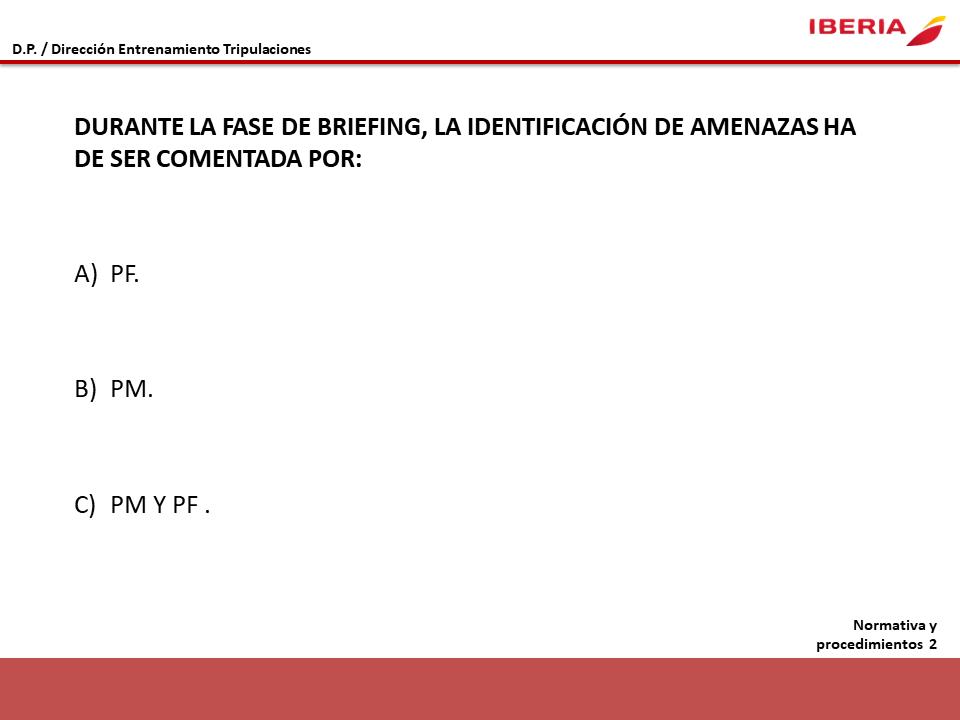 IBERIA
D.P. / Dirección Entrenamiento Tripulaciones
DURANTE LA FASE DE BRIEFING, LA IDENTIFICACIÓN DE AMENAZAS HA
DE SER COMENTADA POR:
A) PF.
B) PM.
C) PM Y PF .
Normativa y
procedimientos 2